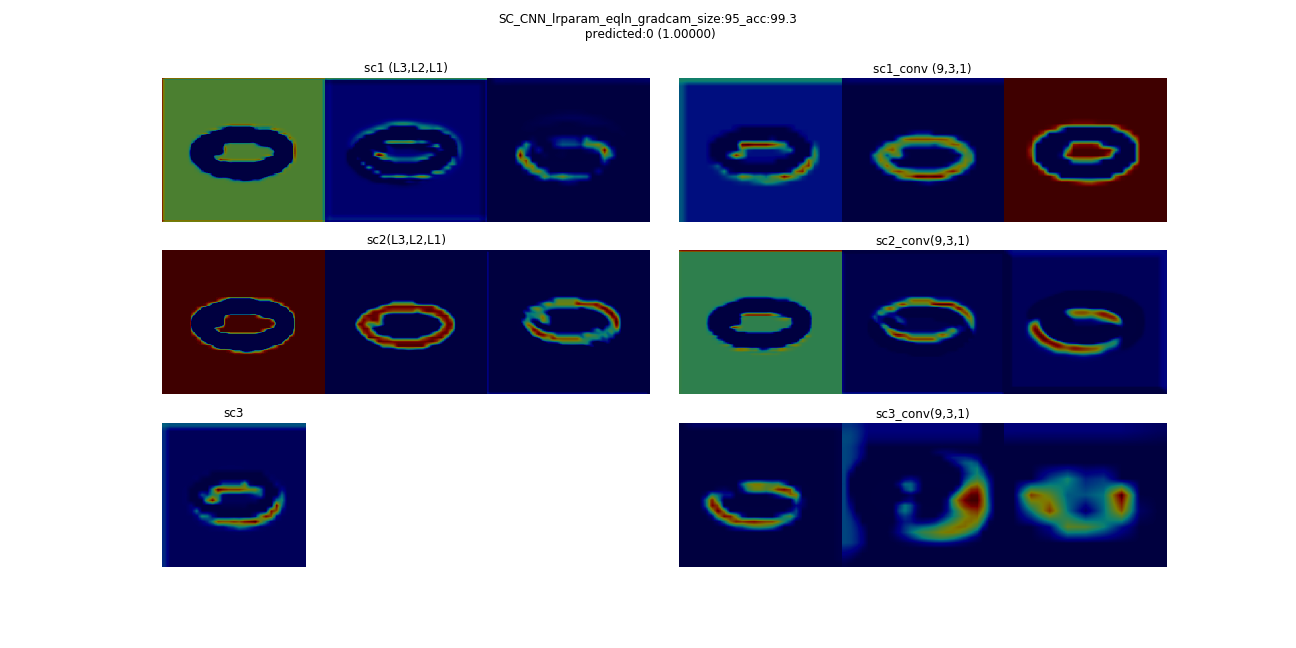 SC_CNN_lrparam_eqln_gradcam_size:95_acc:99.3
predicted:0 (1.00000)
sc1 (L3,L2,L1)
sc1_conv (9,3,1)
sc2(L3,L2,L1)
sc2_conv(9,3,1)
sc3
sc3_conv(9,3,1)